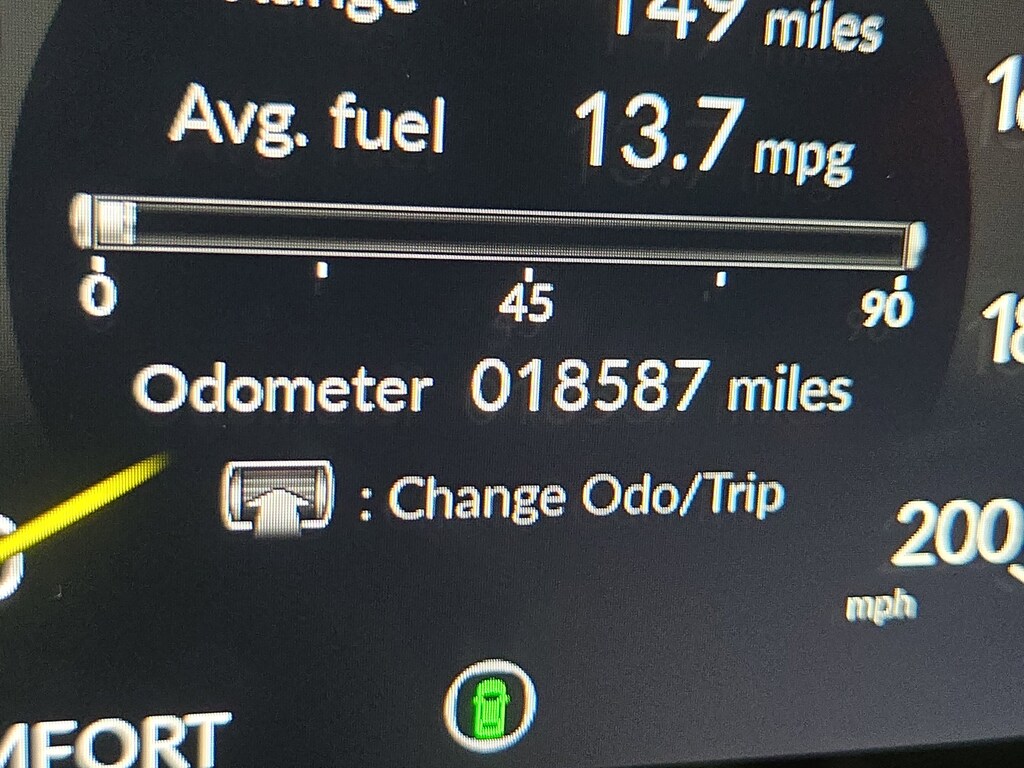 Range 149 miles
Avg. fuel 13.7 mpg
0 45 90
Odometer 018587 miles
: Change Odo/Trip
200
mph
MFORT